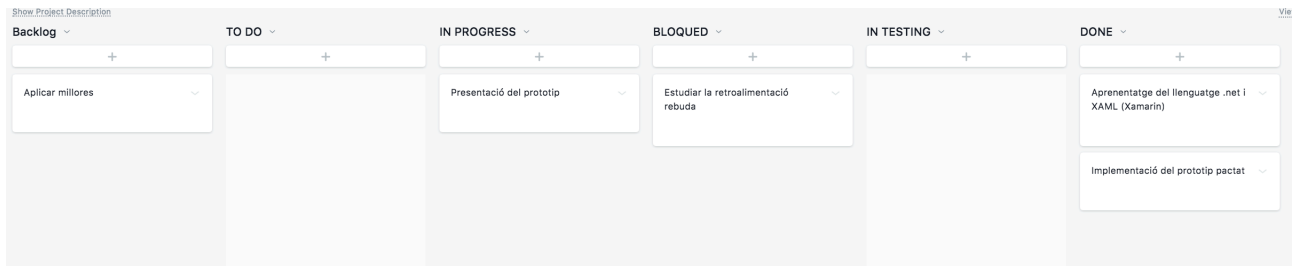 Show Project Description
Vie
Backlog
TO DO
IN PROGRESS
BLOQUED
IN TESTING
DONE
+
+
+
+
+
+
Aplicar millores
Presentació del prototip
Estudiar la retroalimentació
rebuda
Aprenentatge del llenguatge .net i
XAML (Xamarin)
Implementació del prototip pactat